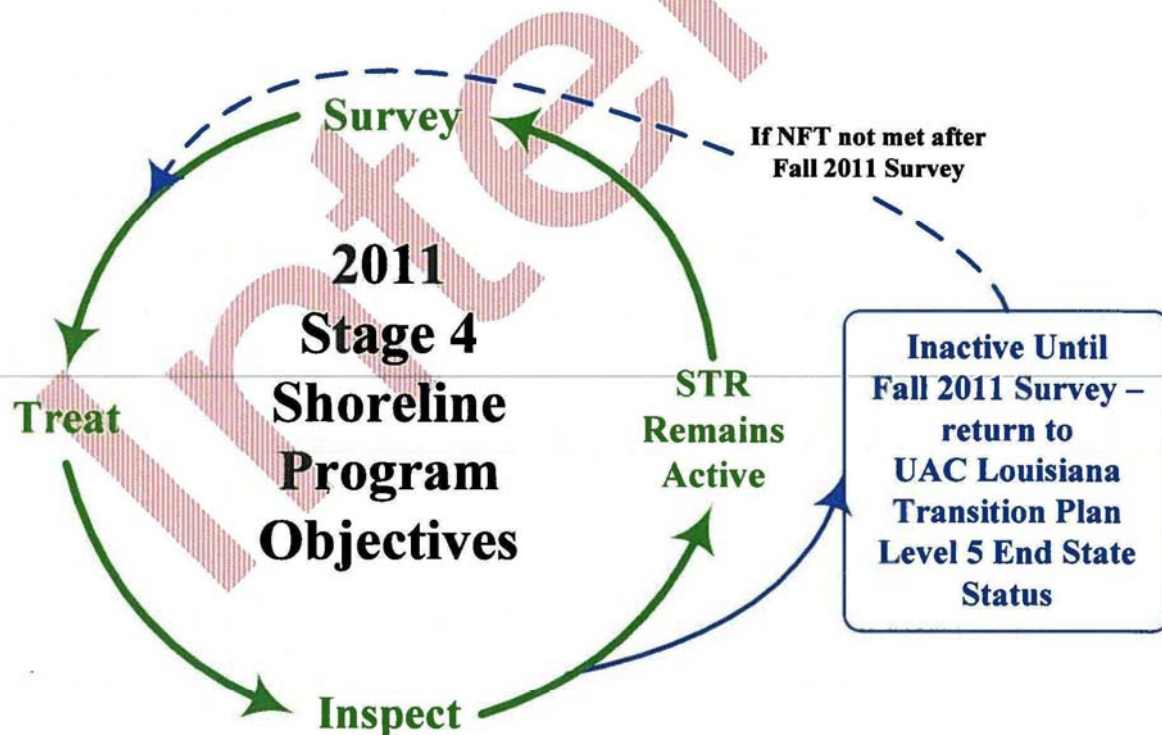 Survey
If NFT not met after
Fall 2011 Survey
2011
Stage 4
Shoreline
Program
Objectives
Treat
STR
Remains
Active
Inactive Until
Fall 2011 Survey –
return to
UAC Louisiana
Transition Plan
Level 5 End State
Status
Inspect